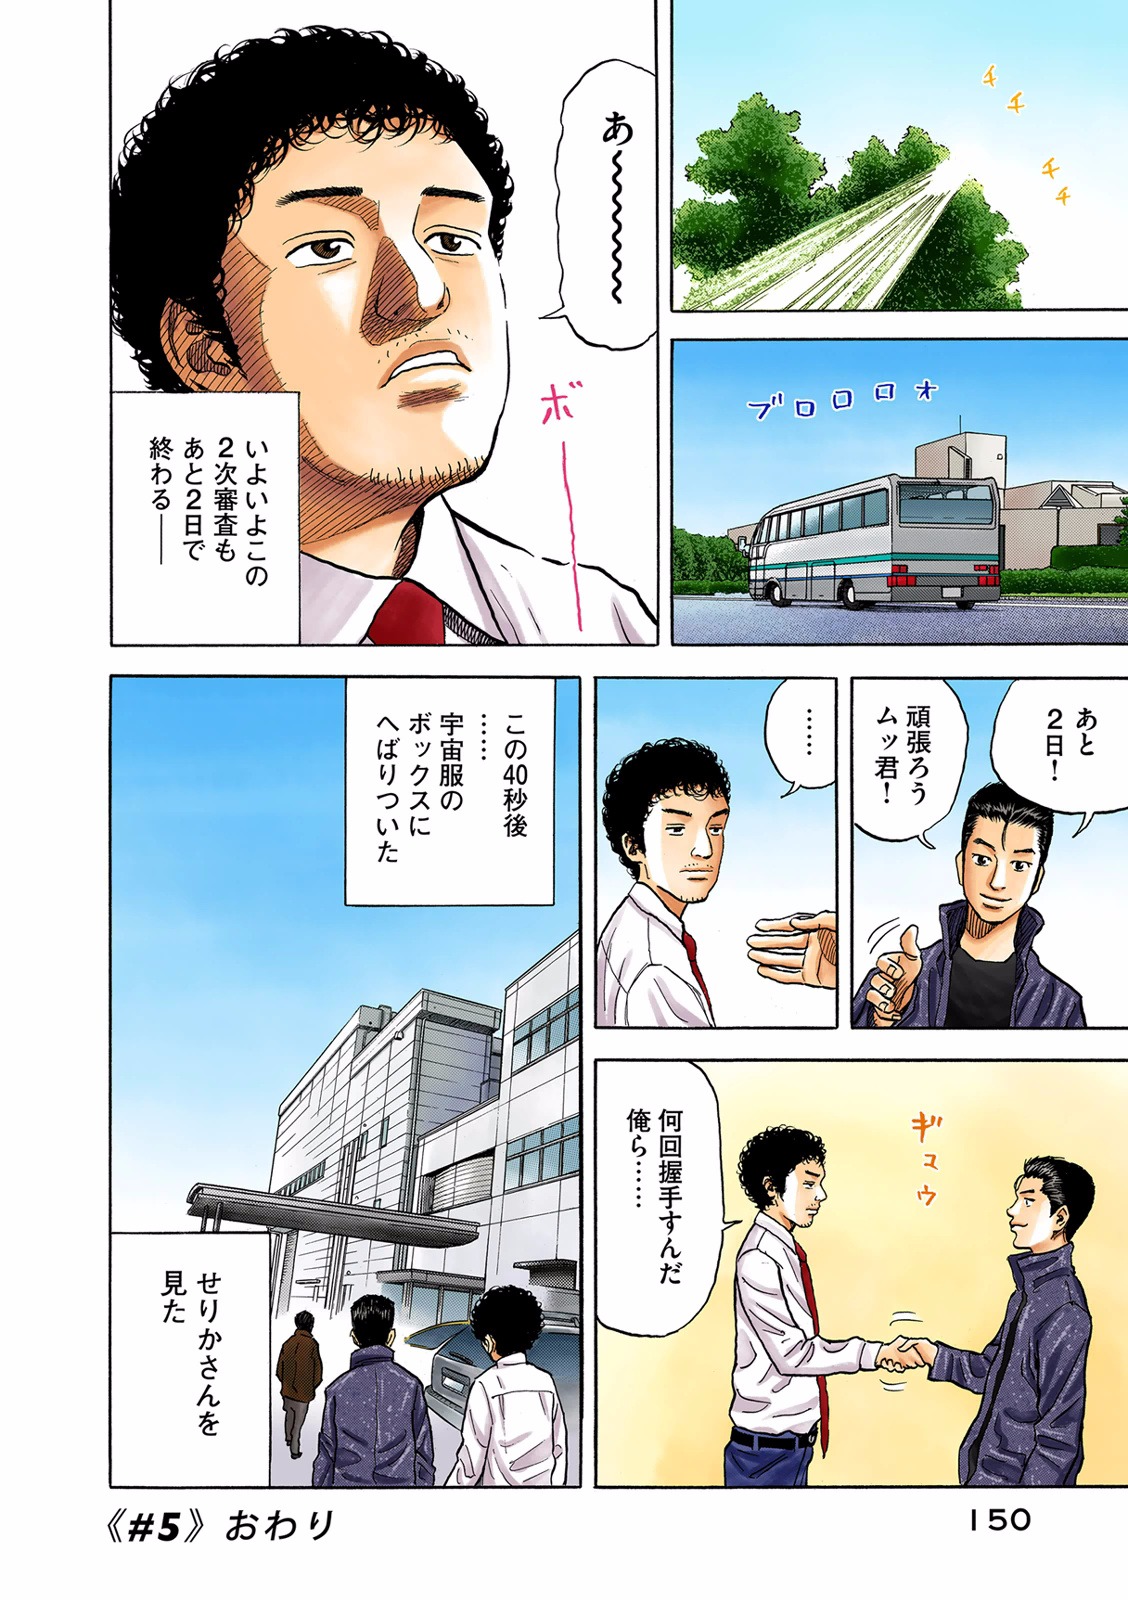 チ
チ
チ
チ
ブロロロォ
あ〜〜〜〜〜
ボ――
いよいよこの
２次審査も
あと２日で
終わる――
あと
２日！
頑張ろう
ムッ君！
……
ギュウ
何回握手すんだ
俺ら……
この40秒後
……
宇宙服の
ボックスに
へばりついた
せりかさんを
見た
《#5》おわり
150